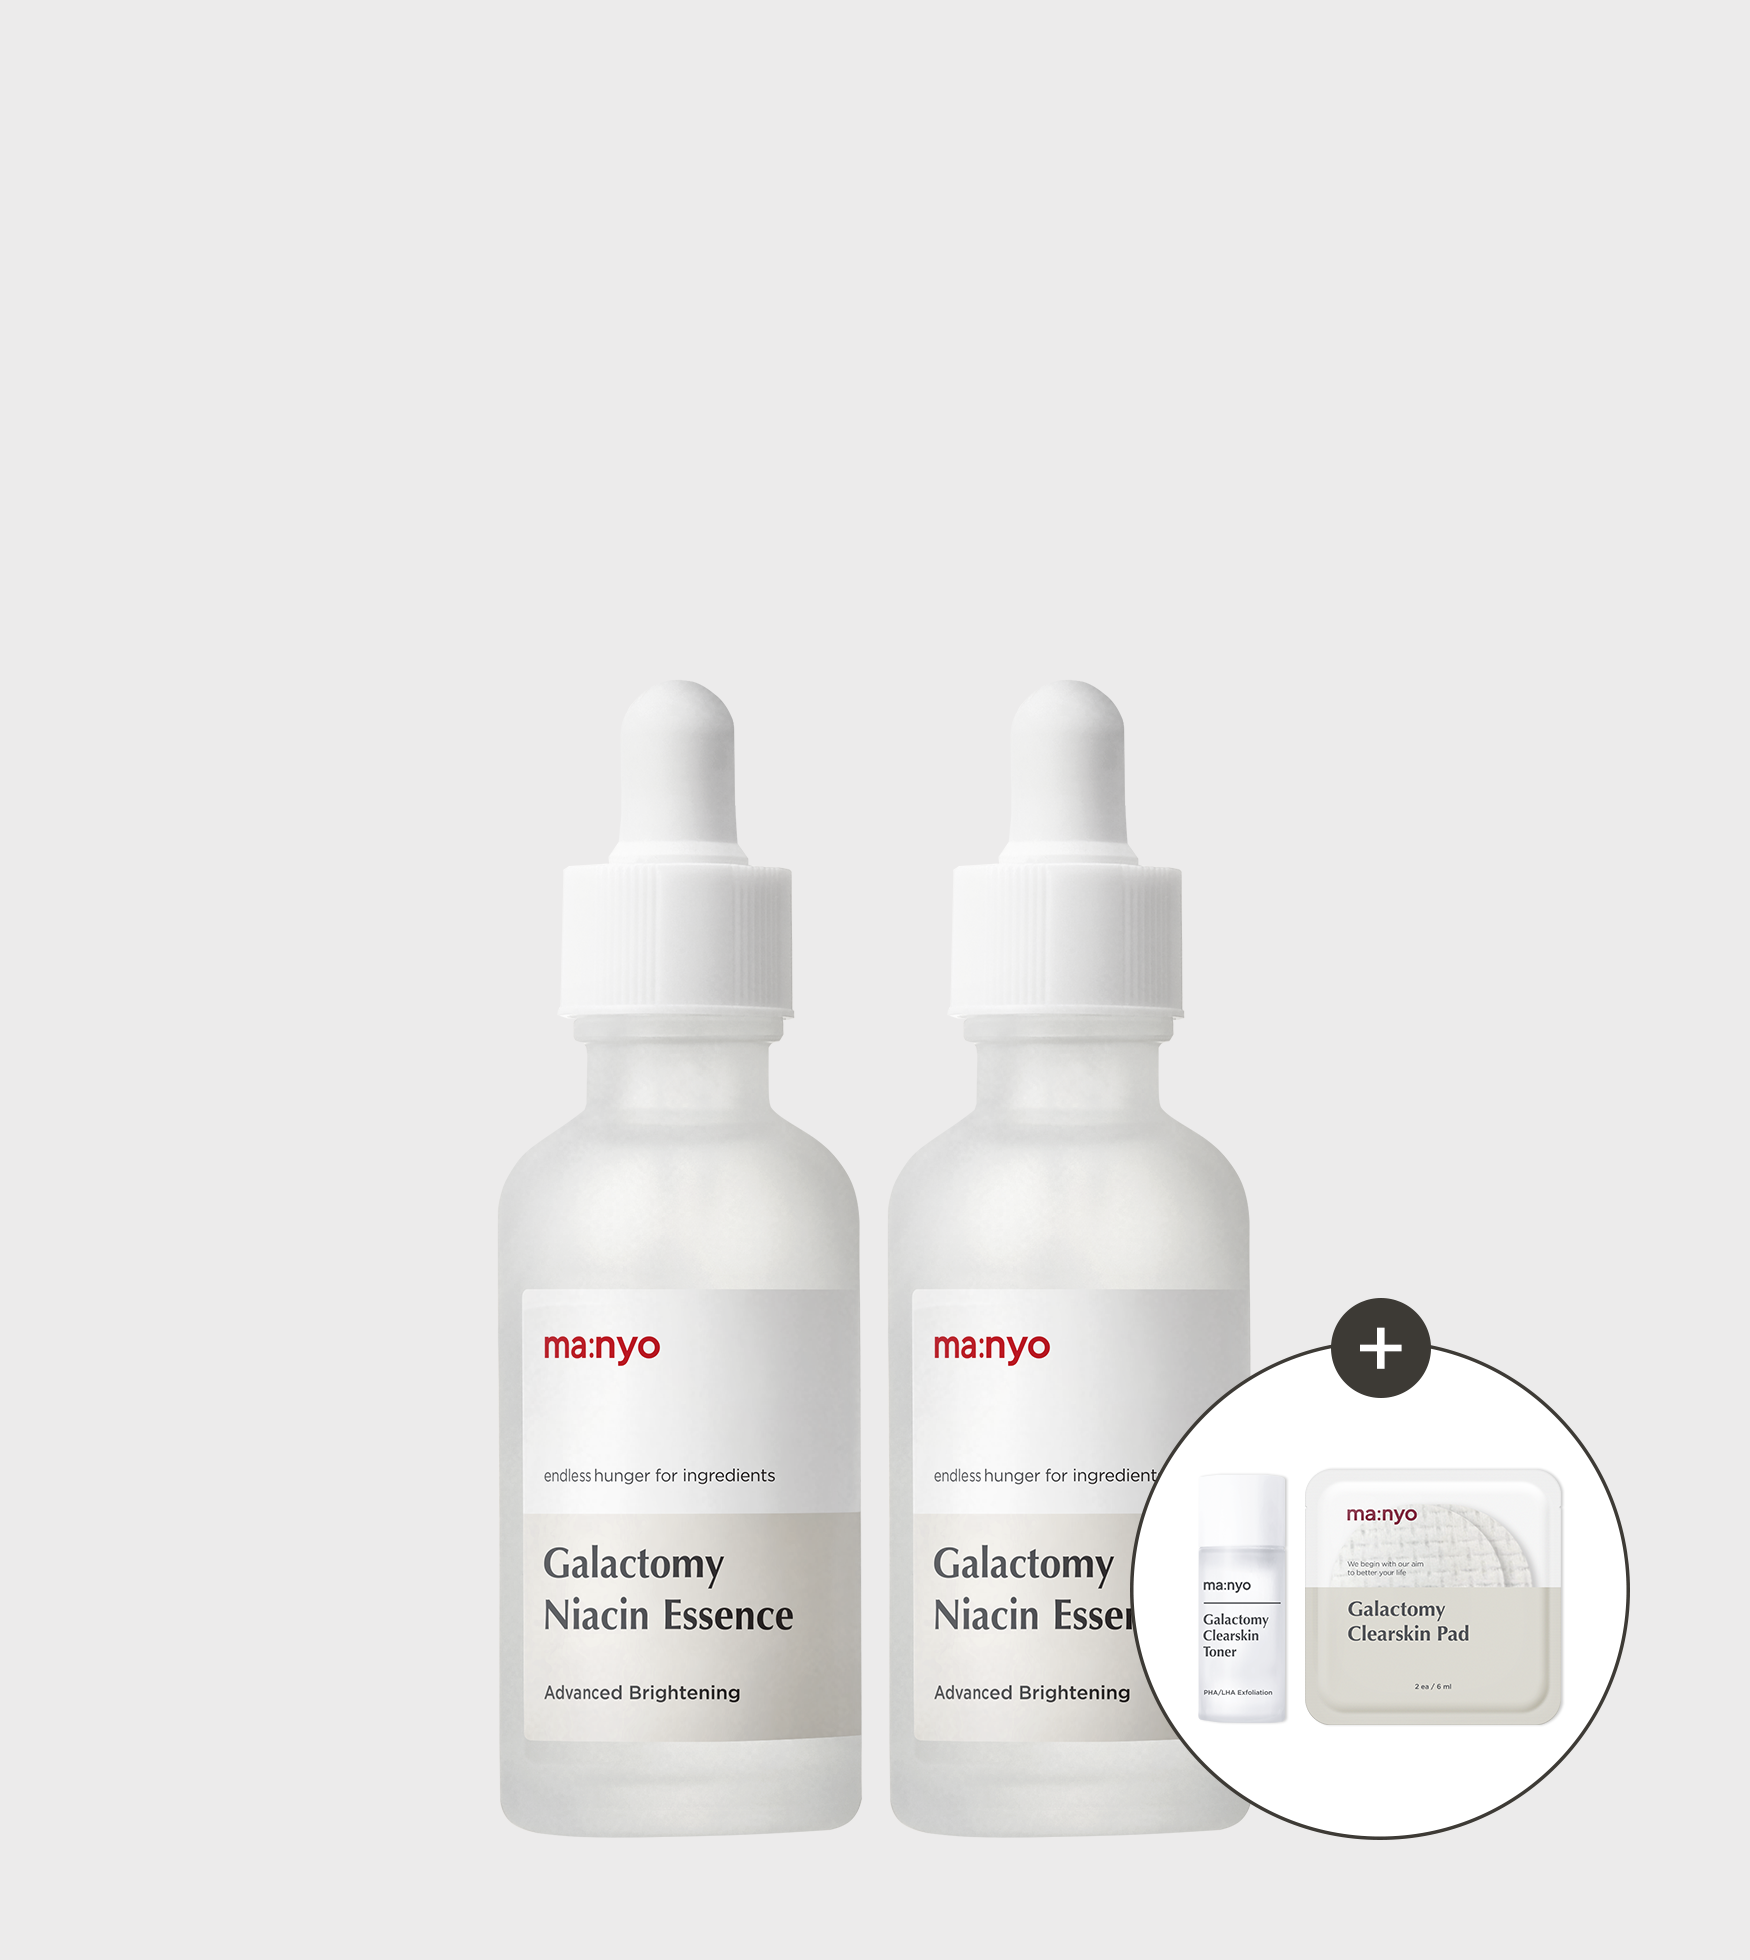 ma:nyo
endless hunger for ingredients
Galactomy
Niacin Essence
Advanced Brightening
ma:nyo
endless hunger for ingredient
Galactomy
Niacin Essen
Advanced Brightening
+
ma:nyo
Galactomy
Clearskin
Toner
PHA/LHA Exfoliation
ma:nyo
We begin with our aim
to better your life
Galactomy
Clearskin Pad
2 ea / 6 ml